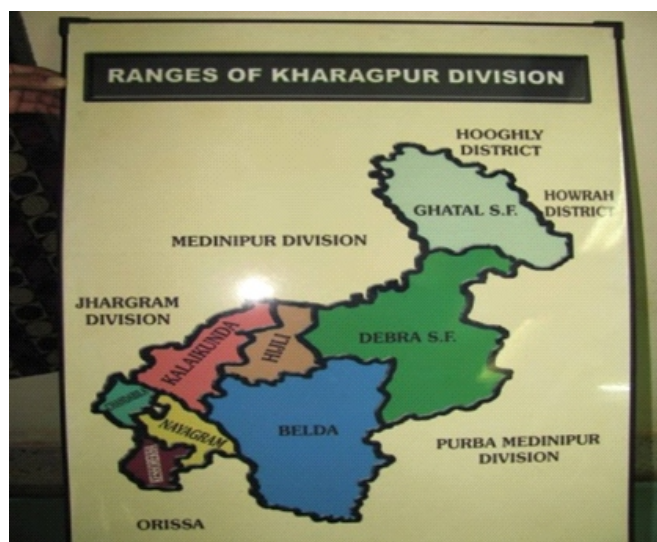 RANGES OF KHARAGPUR DIVISION
HOOGHLY
DISTRICT
HOWRAH
DISTRICT
GHATAL S.F.
MEDINIPUR DIVISION
JHARGRAM
DIVISION
KALAIKUNDA
HIJLI
DEBRA S.F.
NAYAGRAM
BELDA
PURBA MEDINIPUR
DIVISION
ORISSA